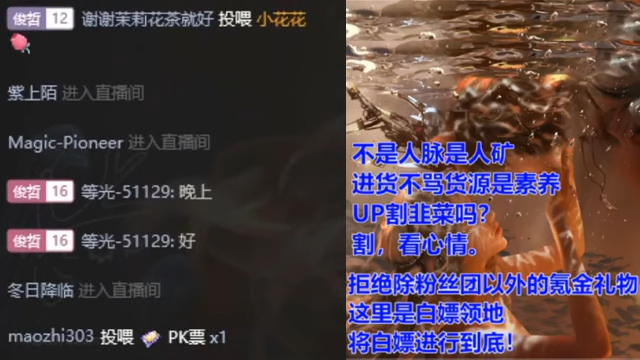 俊哲 12 谢谢茉莉花茶就好 投喂 小花花
紫上陌 进入直播间
Magic-Pioneer 进入直播间
俊哲 16 等光-51129: 晚上
俊哲 16 等光-51129: 好
冬日降临 进入直播间
maozhi303 投喂 PK票 x1
不是人脉是人矿
进货不骂货源是素养
UP割韭菜吗?
割，看心情。
拒绝除粉丝团以外的氪金礼物
这里是白嫖领地
将白嫖进行到底！